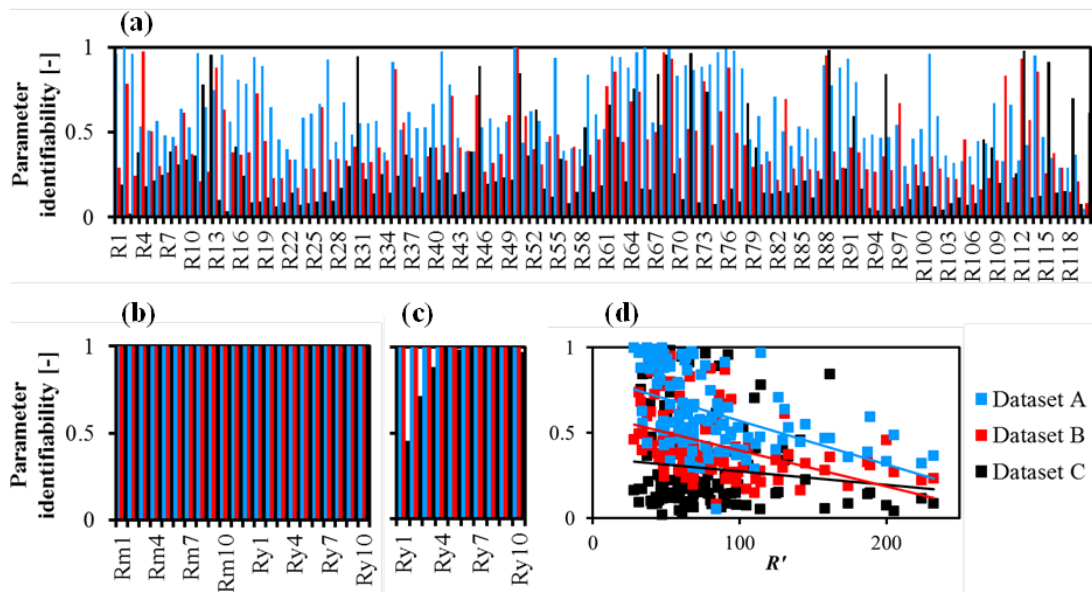 (a)
Parameter
identifiability [-]
1
0.5
0
R1 R4 R7 R10 R13 R16 R19 R22 R25 R28 R31 R34 R37 R40 R43 R46 R49 R52 R55 R58 R61 R64 R67 R70 R73 R76 R79 R82 R85 R88 R91 R94 R97 R100 R103 R106 R109 R112 R115 R118
(b)
Parameter
identifiability [-]
1
0.5
0
Rm1 Rm4 Rm7 Rm10 Ry1 Ry4 Ry7 Ry10
(c)
1
0.5
0
Ry1 Ry4 Ry7 Ry10
(d)
1
0.5
0
0 100 200
R'
Dataset A
Dataset B
Dataset C